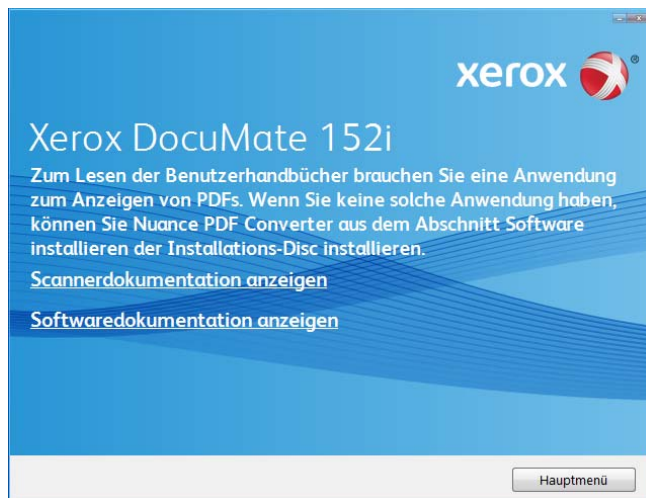 xerox ®
Xerox DocuMate 152i
Zum Lesen der Benutzerhandbücher brauchen Sie eine Anwendung
zum Anzeigen von PDFs. Wenn Sie keine solche Anwendung haben,
können Sie Nuance PDF Converter aus dem Abschnitt Software
installieren der Installations-Disc installieren.
Scannerdokumentation anzeigen
Softwaredokumentation anzeigen
Hauptmenü